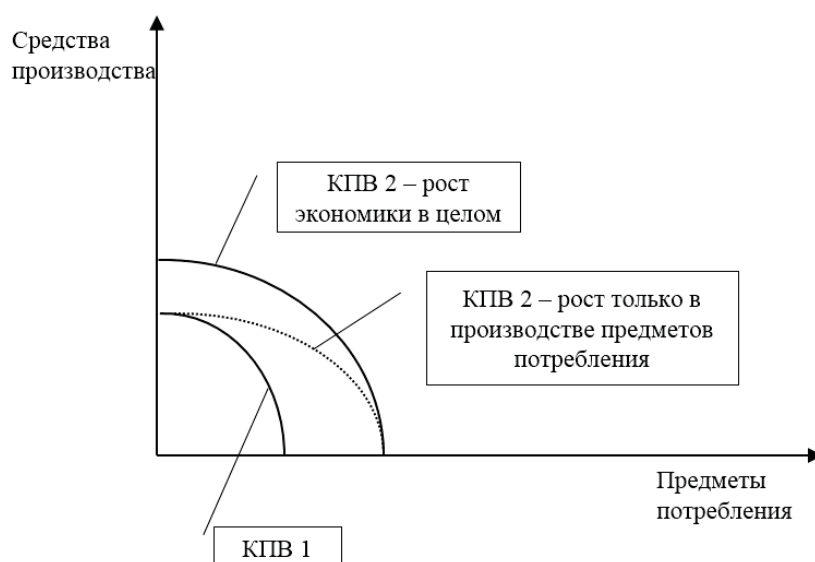 Средства
производства
КПВ 2 – рост
экономики в целом
КПВ 2 – рост только в
производстве предметов
потребления
Предметы
потребления
КПВ 1